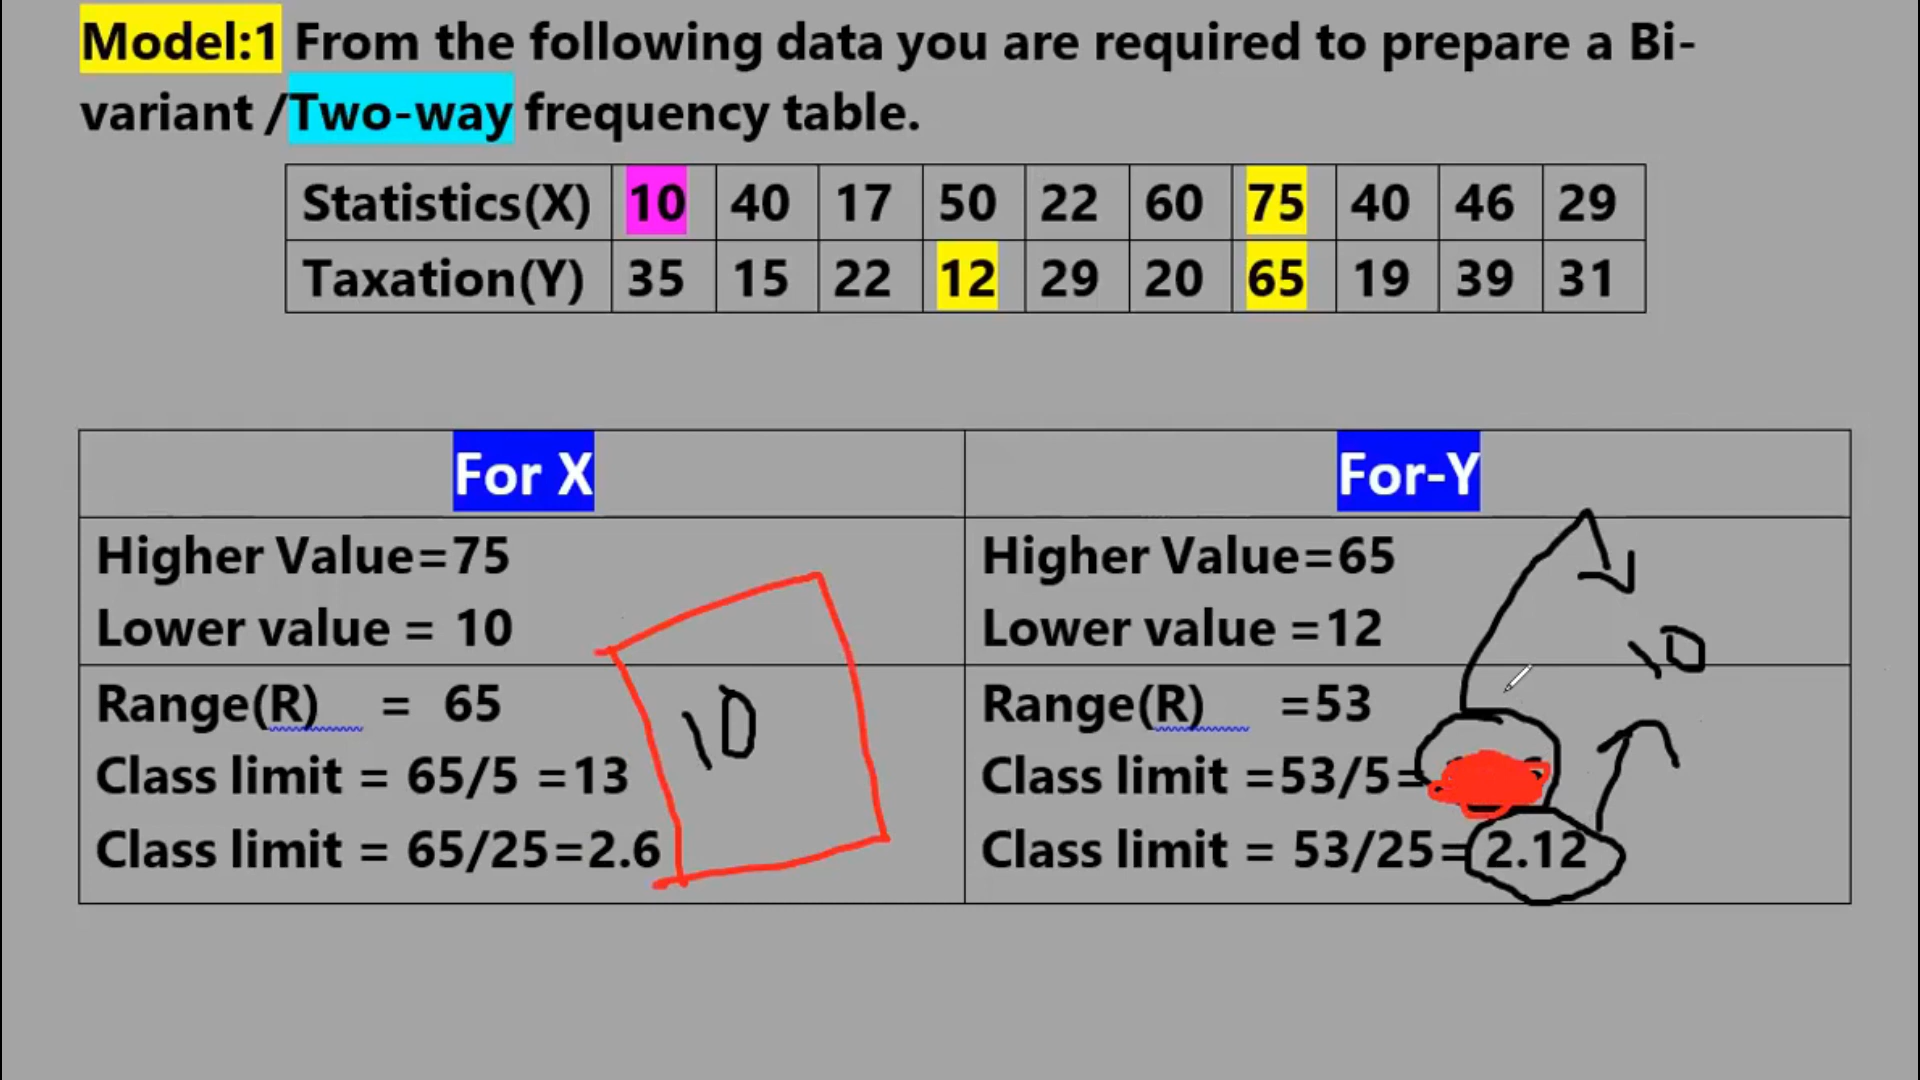 Model:1 From the following data you are required to prepare a Bi-
variant /Two-way frequency table.
Statistics(X) 10 40 17 50 22 60 75 40 46 29
Taxation(Y) 35 15 22 12 29 20 65 19 39 31
For X For-Y
Higher Value=75
Lower value = 10
Higher Value=65
Lower value =12
Range(R) = 65
Class limit = 65/5 =13
Class limit = 65/25=2.6
10
Range(R) =53
Class limit =53/5=
Class limit = 53/25=2.12
10